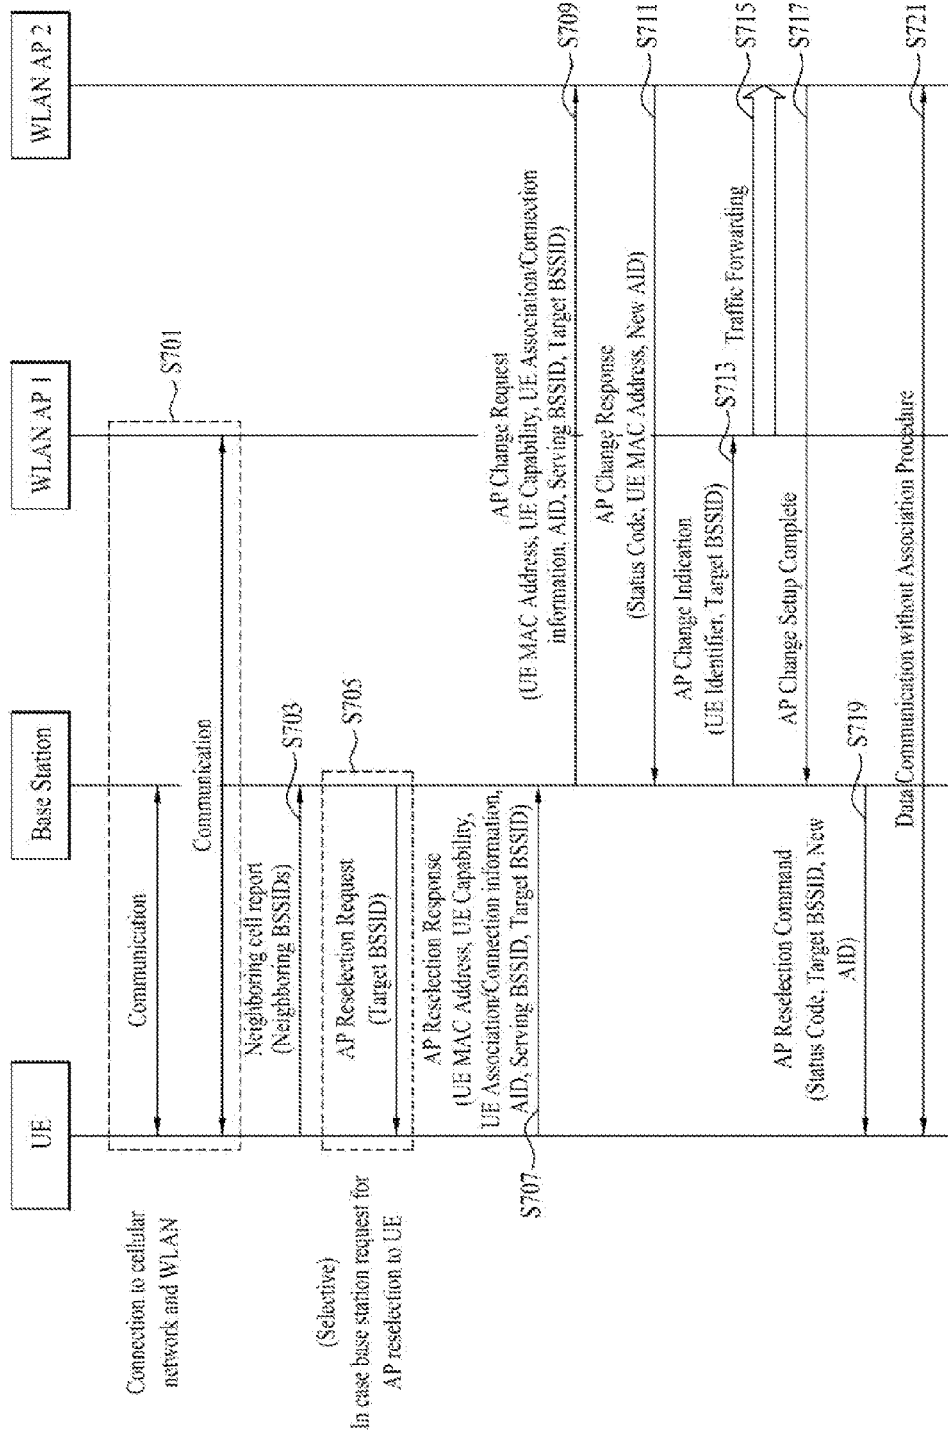 UE
Base Station
WLAN AP 1
WLAN AP 2
Connection to cellular
network and WLAN
Communication
Communication
S701
Neighboring cell report
(Neighboring BSSIDs)
S703
(Selective)
In case base station request for
AP reselection to UE
AP Reselection Request
(Target BSSID)
S705
AP Reselection Response
(UE MAC Address, UE Capability,
UE Association/Connection information,
AID, Serving BSSID, Target BSSID)
S707
AP Change Request
(UE MAC Address, UE Capability, UE Association/Connection
information, AID, Serving BSSID, Target BSSID)
S709
AP Change Response
(Status Code, UE MAC Address, New AID)
S711
AP Change Indication
(UE Identifier, Target BSSID)
S713
Traffic Forwarding
S715
AP Change Setup Complete
S717
AP Reselection Command
(Status Code, Target BSSID, New
AID)
S719
Data Communication without Association Procedure
S721